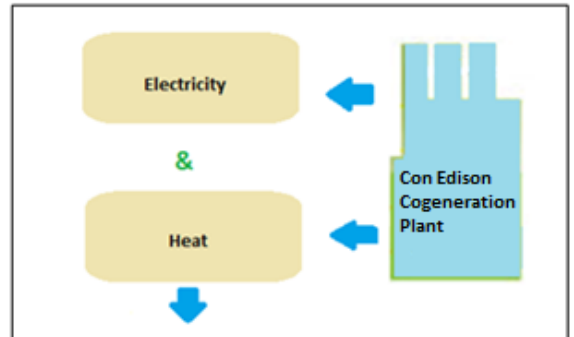 Electricity
&
Heat
Con Edison
Cogeneration
Plant